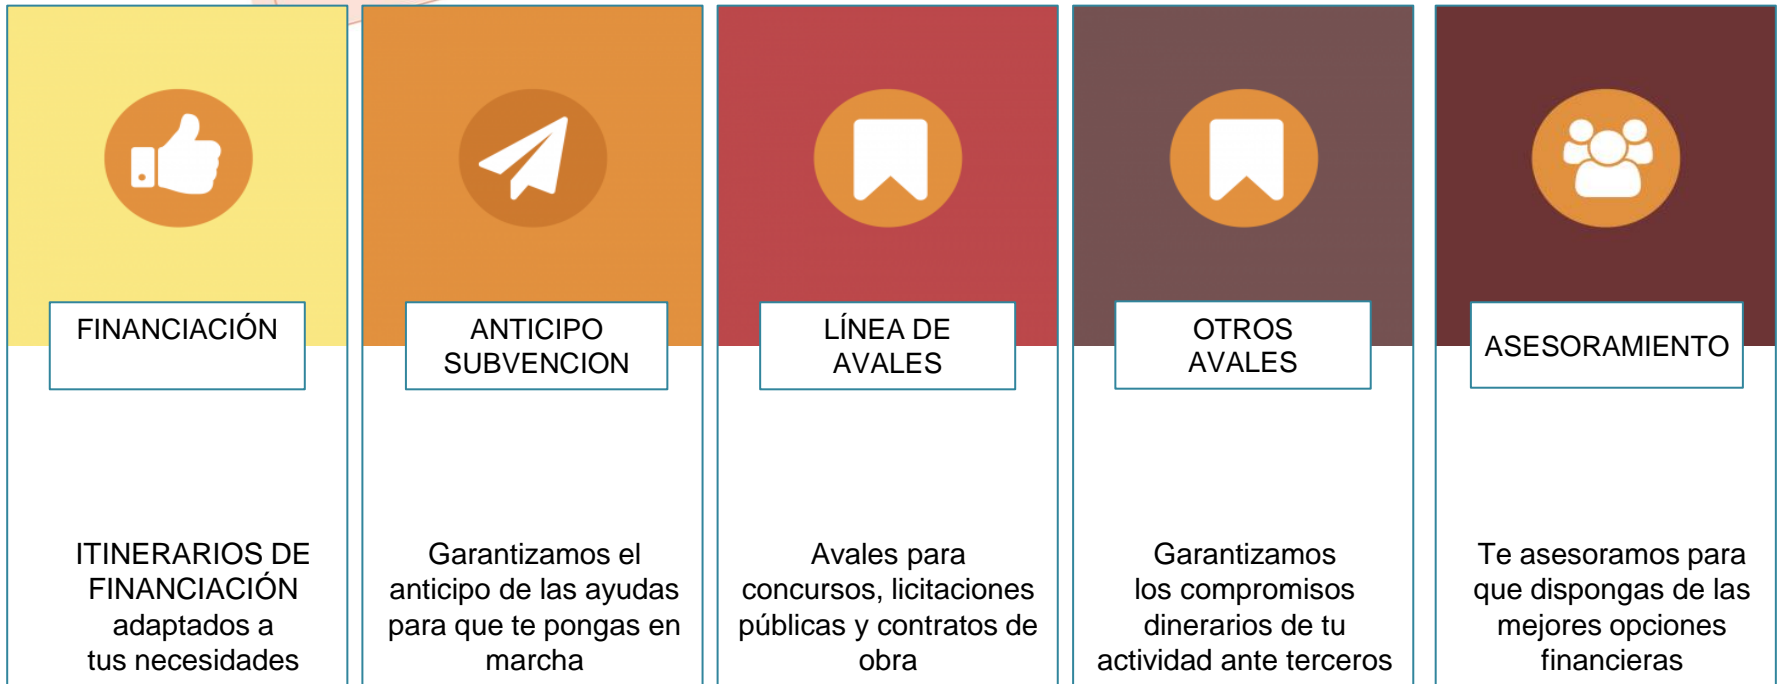 FINANCIACIÓN
ANTICIPO
SUBVENCION
LÍNEA DE
AVALES
OTROS
AVALES
ASESORAMIENTO
ITINERARIOS DE
FINANCIACIÓN
adaptados a
tus necesidades
Garantizamos el
anticipo de las ayudas
para que te pongas en
marcha
Avales para
concursos, licitaciones
públicas y contratos de
obra
Garantizamos
los compromisos
dinerarios de tu
actividad ante terceros
Te asesoramos para
que dispongas de las
mejores opciones
financieras